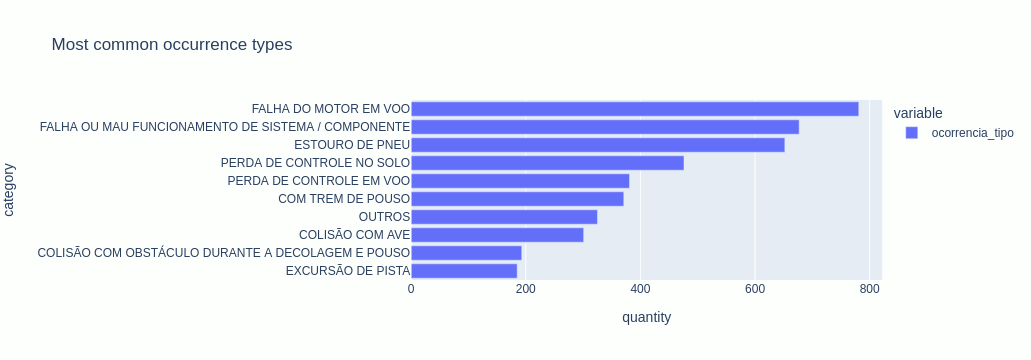 Most common occurrence types
category
FALHA DO MOTOR EM VOO
FALHA OU MAU FUNCIONAMENTO DE SISTEMA / COMPONENTE
ESTOURO DE PNEU
PERDA DE CONTROLE NO SOLO
PERDA DE CONTROLE EM VOO
COM TREM DE POUSO
OUTROS
COLISÃO COM AVE
COLISÃO COM OBSTÁCULO DURANTE A DECOLAGEM E POUSO
EXCURSÃO DE PISTA
0 200 400 600 800
quantity
variable
ocorrencia_tipo